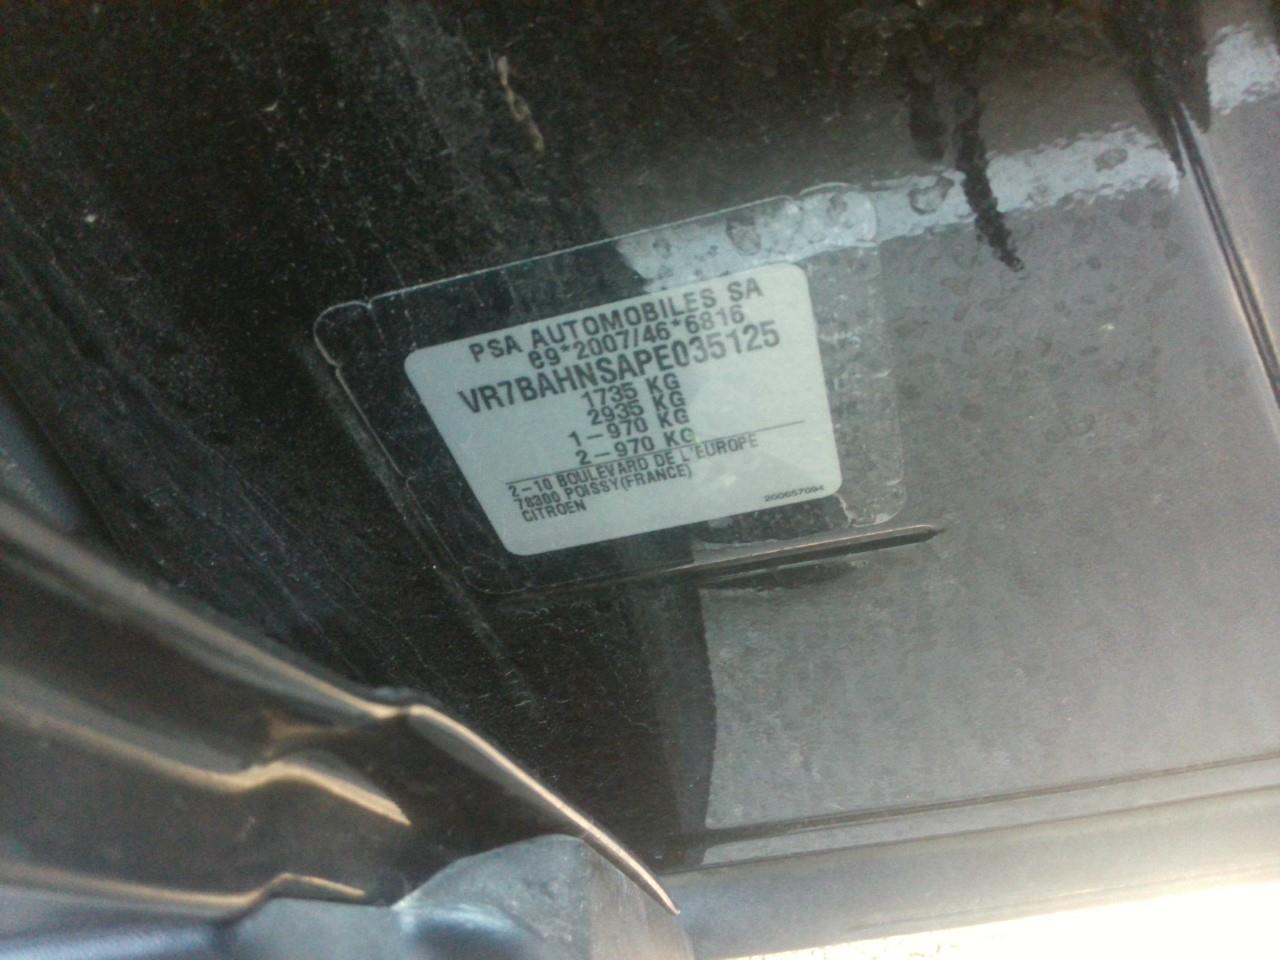 PSA AUTOMOBILES SA
e9*2007/46*6816
VR7BAHNSAPE035125
1735 KG
2935 KG
1-970 KG
2-970 KG
2-10 BOULEVARD DE L'EUROPE
78300 POISSY(FRANCE)
CITROEN
200657094